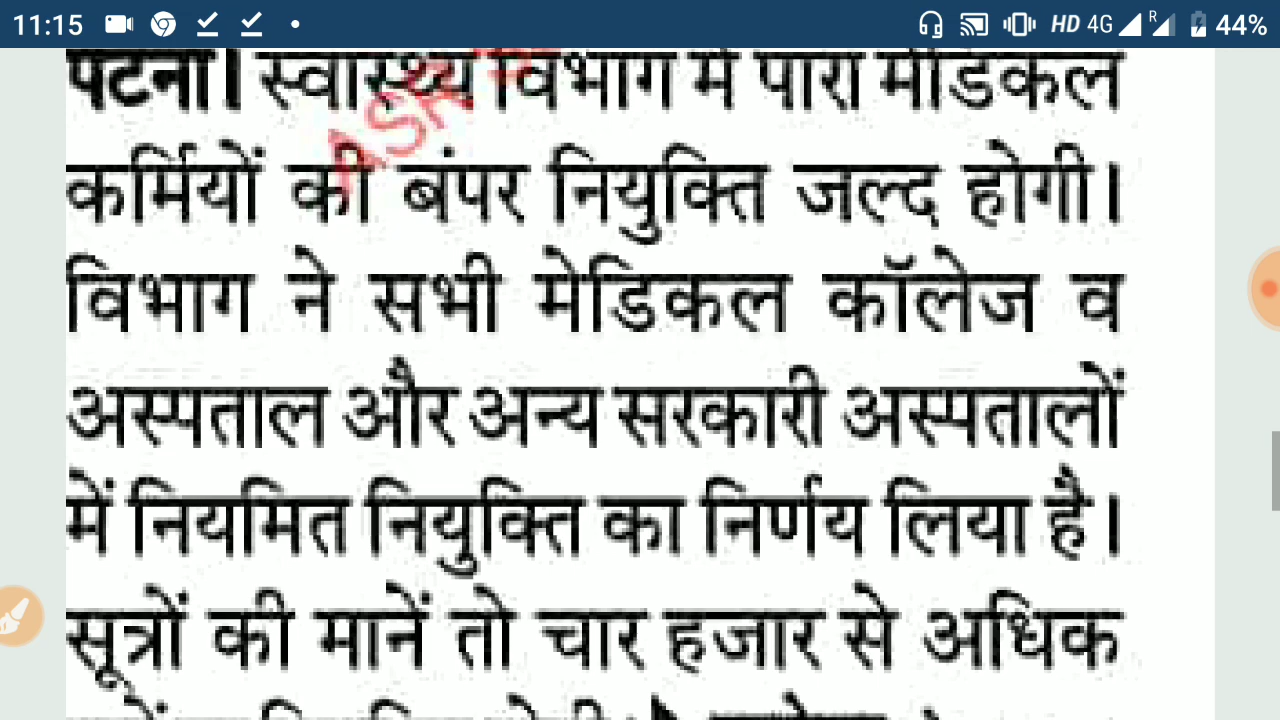 11:15 HD 4G R 44%
पटना। स्वास्थ्य विभाग में पारा मेडिकल
ASR
कर्मियों की बंपर नियुक्ति जल्द होगी।
विभाग ने सभी मेडिकल कॉलेज व
अस्पताल और अन्य सरकारी अस्पतालों
में नियमित नियुक्ति का निर्णय लिया है।
सूत्रों की मानें तो चार हजार से अधिक